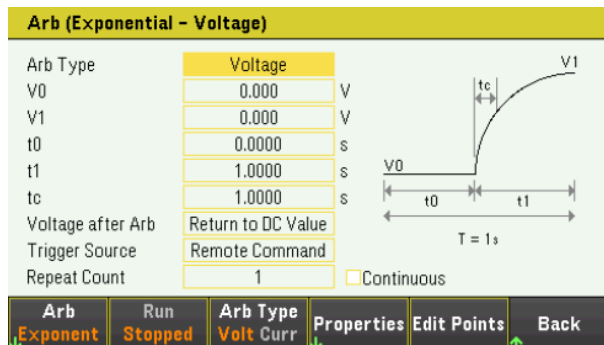 Arb (Exponential - Voltage)
Arb Type Voltage
V0 0.000 V
V1 0.000 V
t0 0.0000 s
t1 1.0000 s
tc 1.0000 s
Voltage after Arb Return to DC Value
Trigger Source Remote Command
Repeat Count 1 Continuous
V1
tc
V0
t0 t1
T = 1s
Arb Run Arb Type Properties Edit Points Back
Exponent Stopped Volt Curr